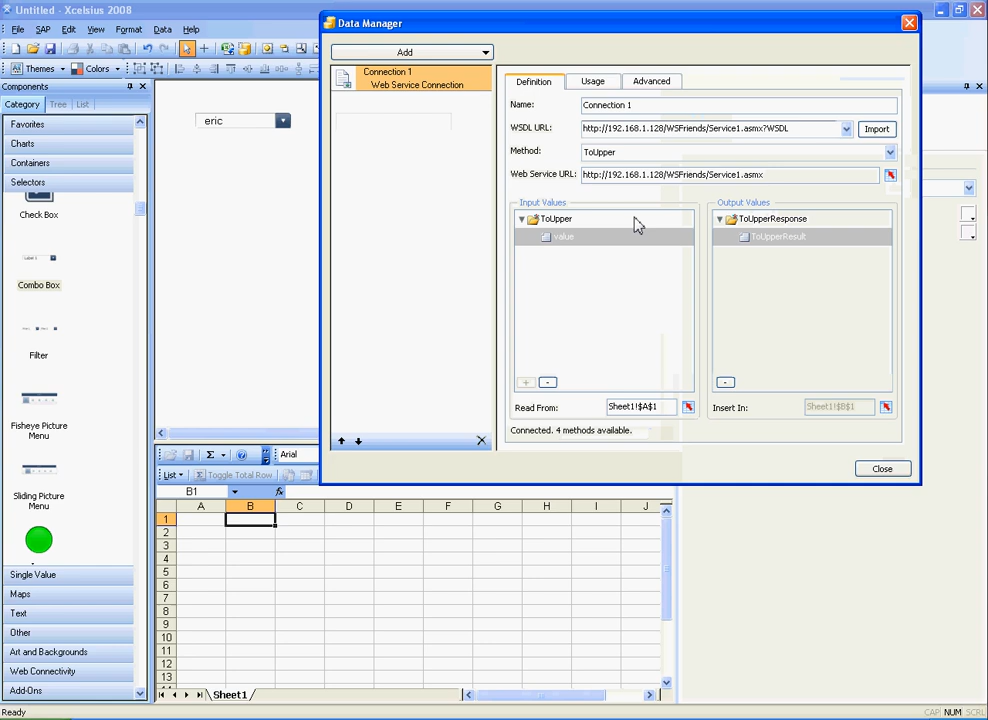 Untitled - Xcelsius 2008
File SAP Edit View Format Data Help
Themes Colors
Components
Category Tree List
Favorites
Charts
Containers
Selectors
Check Box
Label 1
Combo Box
Filter
Fisheye Picture
Menu
Sliding Picture
Menu
Single Value
Maps
Text
Other
Art and Backgrounds
Web Connectivity
Add-Ons
Ready
eric
Data Manager
Add
Connection 1
Web Service Connection
Definition Usage Advanced
Name: Connection 1
WSDL URL: http://192.168.1.128/WSFriends/Service1.asmx?WSDL Import
Method: ToUpper
Web Service URL: http://192.168.1.128/WSFriends/Service1.asmx
Input Values
ToUpper
value
+ -
Read From: Sheet1!$A$1
Output Values
ToUpperResponse
ToUpperResult
-
Insert In: Sheet1!$B$1
Connected. 4 methods available.
Close
Σ Arial
List Σ Toggle Total Row
B1 fx
A B C D E F G H I J
1
2
3
4
5
6
7
8
9
10
11
12
13
Sheet1
CAP NUM SCRL